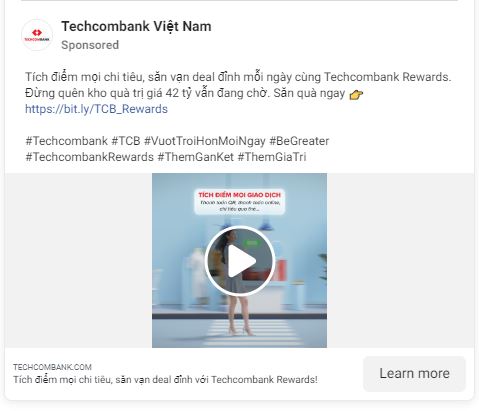 Techcombank Việt Nam
TECHCOMBANK
Sponsored
Tích điểm mọi chi tiêu, săn vạn deal đỉnh mỗi ngày cùng Techcombank Rewards.
Đừng quên kho quà trị giá 42 tỷ vẫn đang chờ. Săn quà ngay 👉
https://bit.ly/TCB_Rewards
#Techcombank #TCB #VuotTroiHonMoiNgay #BeGreater
#TechcombankRewards #ThemGanKet #ThemGiaTri
TÍCH ĐIỂM MỌI GIAO DỊCH
Thanh toán QR, thanh toán online,
chi tiêu qua thẻ...
TECHCOMBANK.COM
Tích điểm mọi chi tiêu, săn vạn deal đỉnh với Techcombank Rewards!
Learn more